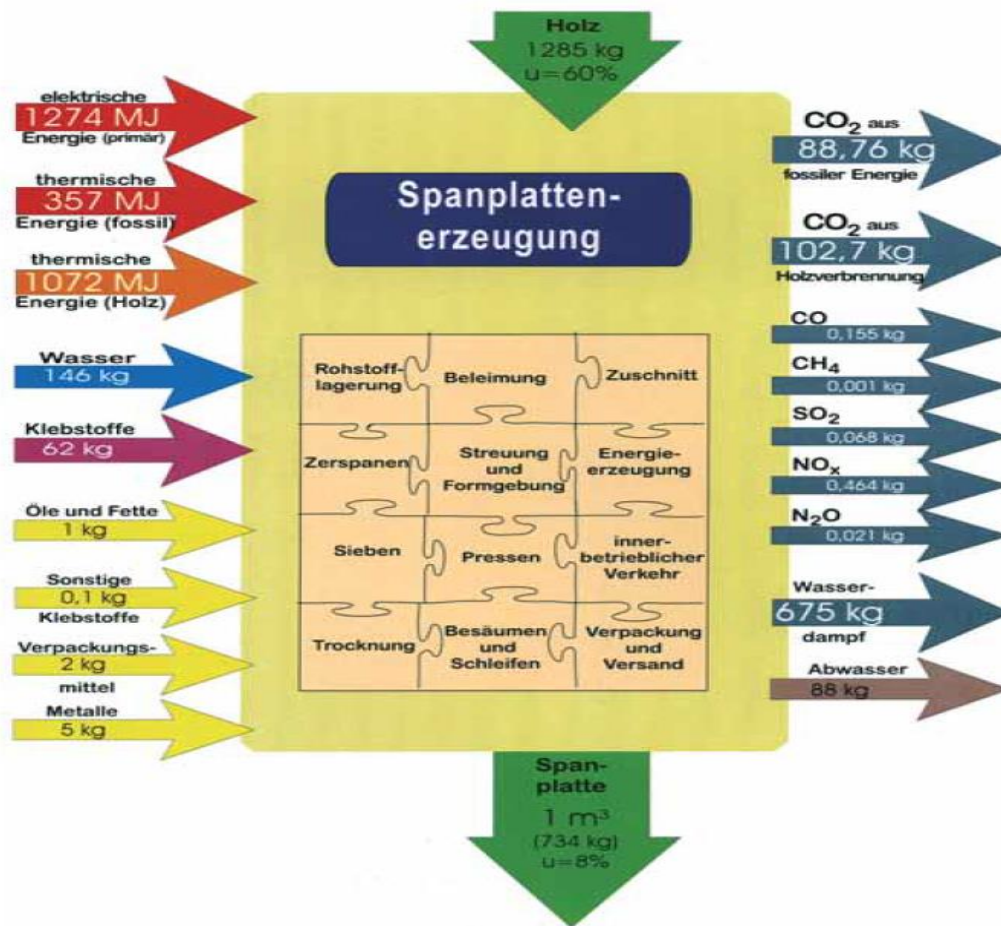 Holz
1285 kg
u=60%
elektrische
1274 MJ
Energie (primär)
thermische
357 MJ
Energie (fossil)
thermische
1072 MJ
Energie (Holz)
Wasser
146 kg
Klebstoffe
62 kg
Öle und Fette
1 kg
Sonstige
0,1 kg
Klebstoffe
Verpackungs-
2 kg
mittel
Metalle
5 kg
Spanplatten-
erzeugung
Rohstoff-
lagerung
Beleimung
Zuschnitt
Zerspanen
Streuung
und
Formgebung
Energie-
erzeugung
Sieben
Pressen
inner-
betrieblicher
Verkehr
Trocknung
Besäumen
und
Schleifen
Verpackung
und
Versand
CO₂ aus
88,76 kg
fossiler Energie
CO₂ aus
102,7 kg
Holzverbrennung
CO
0,155 kg
CH₄
0,001 kg
SO₂
0,068 kg
NOₓ
0,464 kg
N₂O
0,021 kg
Wasser-
675 kg
dampf
Abwasser
88 kg
Span-
platte
1 m³
(734 kg)
u=8%